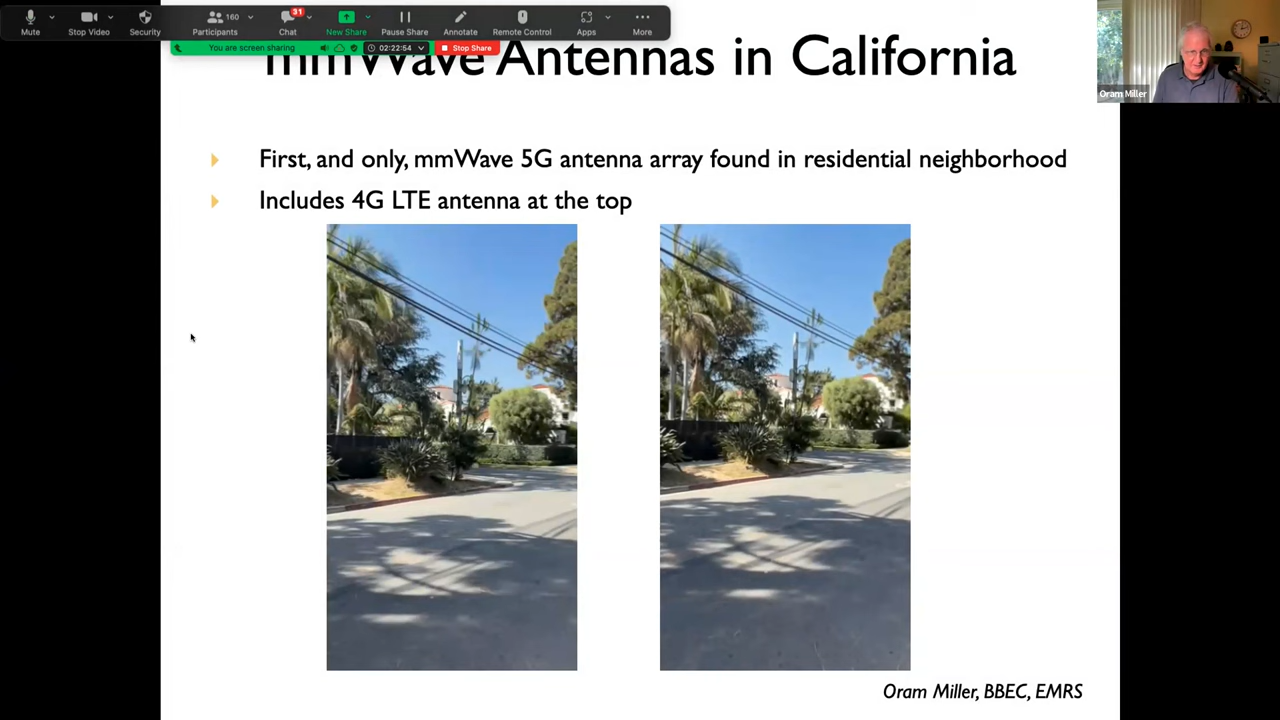 160
31
Mute
Stop Video
Security
Participants
Chat
New Share
Pause Share
Annotate
Remote Control
Apps
More
You are screen sharing
02:22:54
Stop Share
Oram Miller
mmWave Antennas in California
First, and only, mmWave 5G antenna array found in residential neighborhood
Includes 4G LTE antenna at the top
Oram Miller, BBEC, EMRS